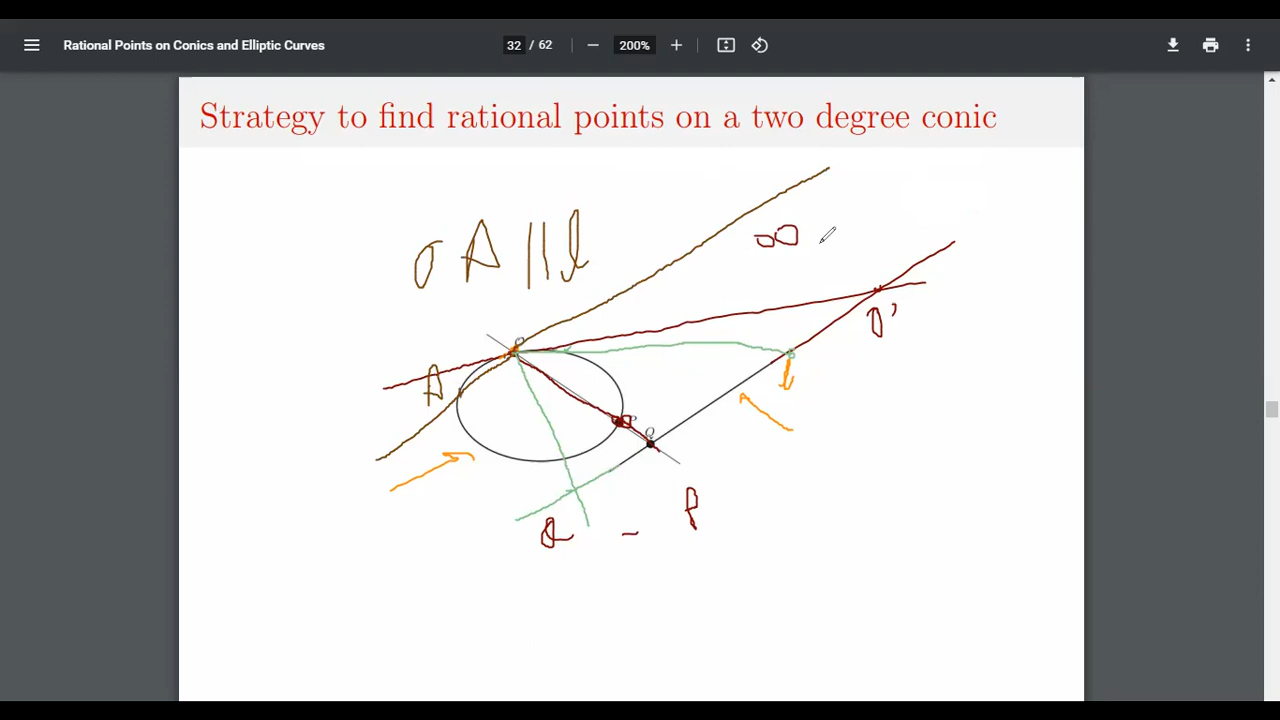 Rational Points on Conics and Elliptic Curves
32 / 62
200%
Strategy to find rational points on a two degree conic
OA || l
∞
O
O'
A
l
P
Q
Q - P